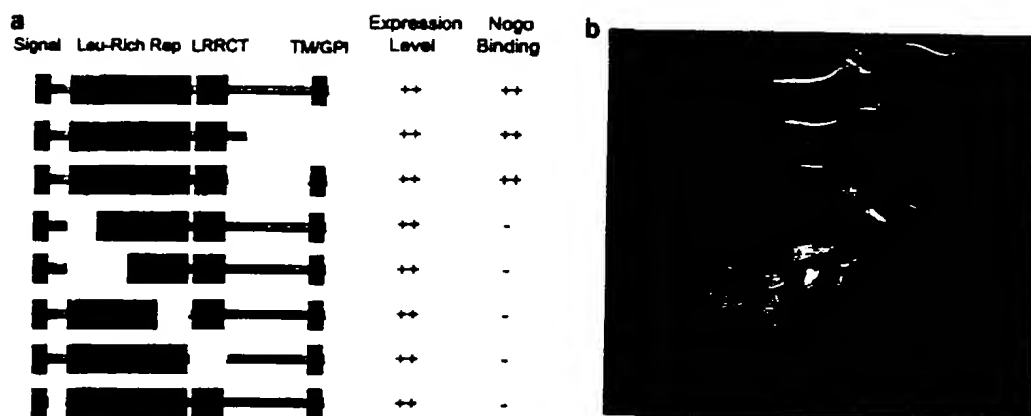 a
Expression Nogo
Signal Leu-Rich Rep LRRCT TM/GPI Level Binding
++ ++
++ ++
++ ++
++ -
++ -
++ -
++ -
++ -
b